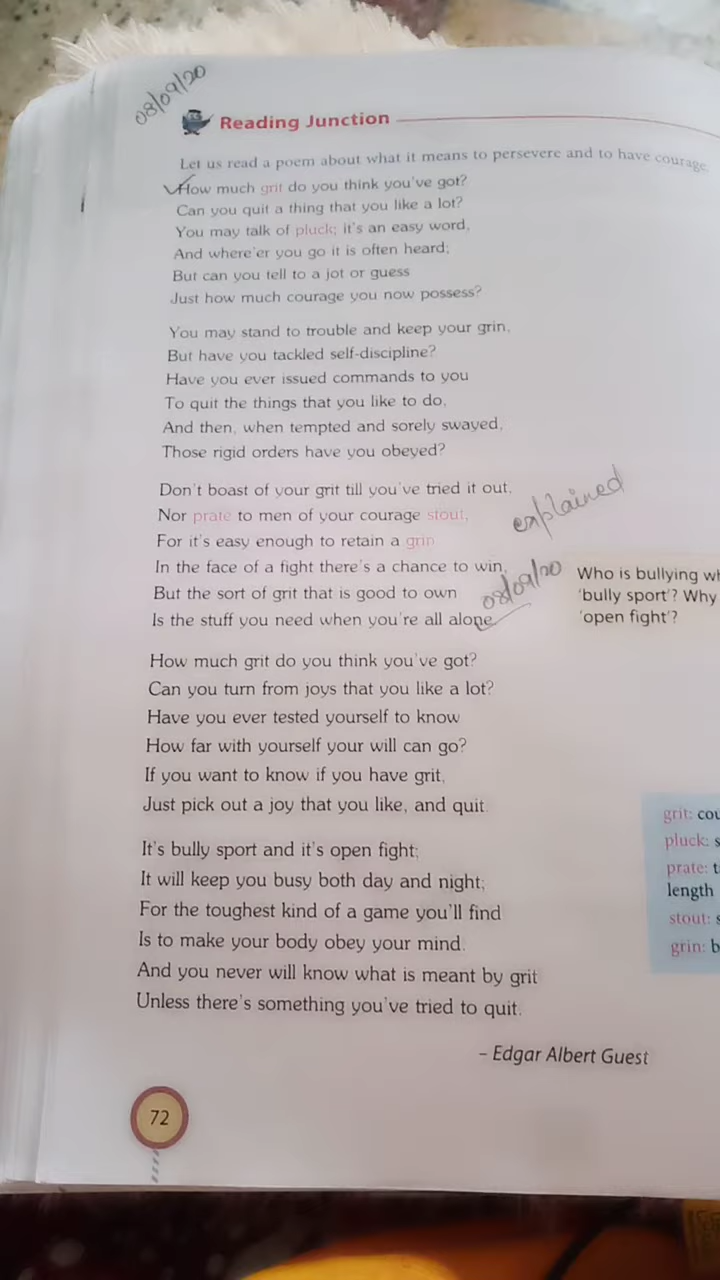 08/09/20
Reading Junction
Let us read a poem about what it means to persevere and to have courage.
How much grit do you think you've got?
Can you quit a thing that you like a lot?
You may talk of pluck; it's an easy word,
And where'er you go it is often heard;
But can you tell to a jot or guess
Just how much courage you now possess?
You may stand to trouble and keep your grin,
But have you tackled self-discipline?
Have you ever issued commands to you
To quit the things that you like to do,
And then, when tempted and sorely swayed,
Those rigid orders have you obeyed?
Don't boast of your grit till you've tried it out,
Nor prate to men of your courage stout,
For it's easy enough to retain a grin
In the face of a fight there's a chance to win,
But the sort of grit that is good to own
Is the stuff you need when you're all alone.
explained
08/09/20
Who is bullying
'bully sport'? Why
'open fight'?
How much grit do you think you've got?
Can you turn from joys that you like a lot?
Have you ever tested yourself to know
How far with yourself your will can go?
If you want to know if you have grit,
Just pick out a joy that you like, and quit.
It's bully sport and it's open fight;
It will keep you busy both day and night;
For the toughest kind of a game you'll find
Is to make your body obey your mind.
And you never will know what is meant by grit
Unless there's something you've tried to quit.
– Edgar Albert Guest
grit:
pluck:
prate:
length
stout:
grin:
72